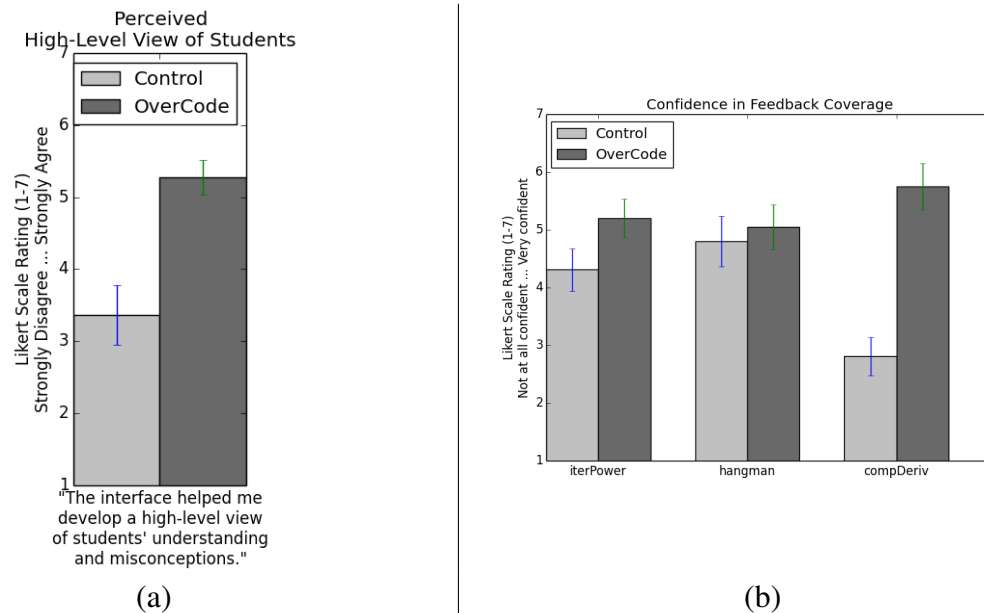 Perceived
High-Level View of Students
7
6
5
4
3
2
1
Likert Scale Rating (1-7)
Strongly Disagree ... Strongly Agree
Control
OverCode
"The interface helped me
develop a high-level view
of students' understanding
and misconceptions."
(a)
Confidence in Feedback Coverage
7
6
5
4
3
2
1
Likert Scale Rating (1-7)
Not at all confident ... Very confident
Control
OverCode
iterPower
hangman
compDeriv
(b)